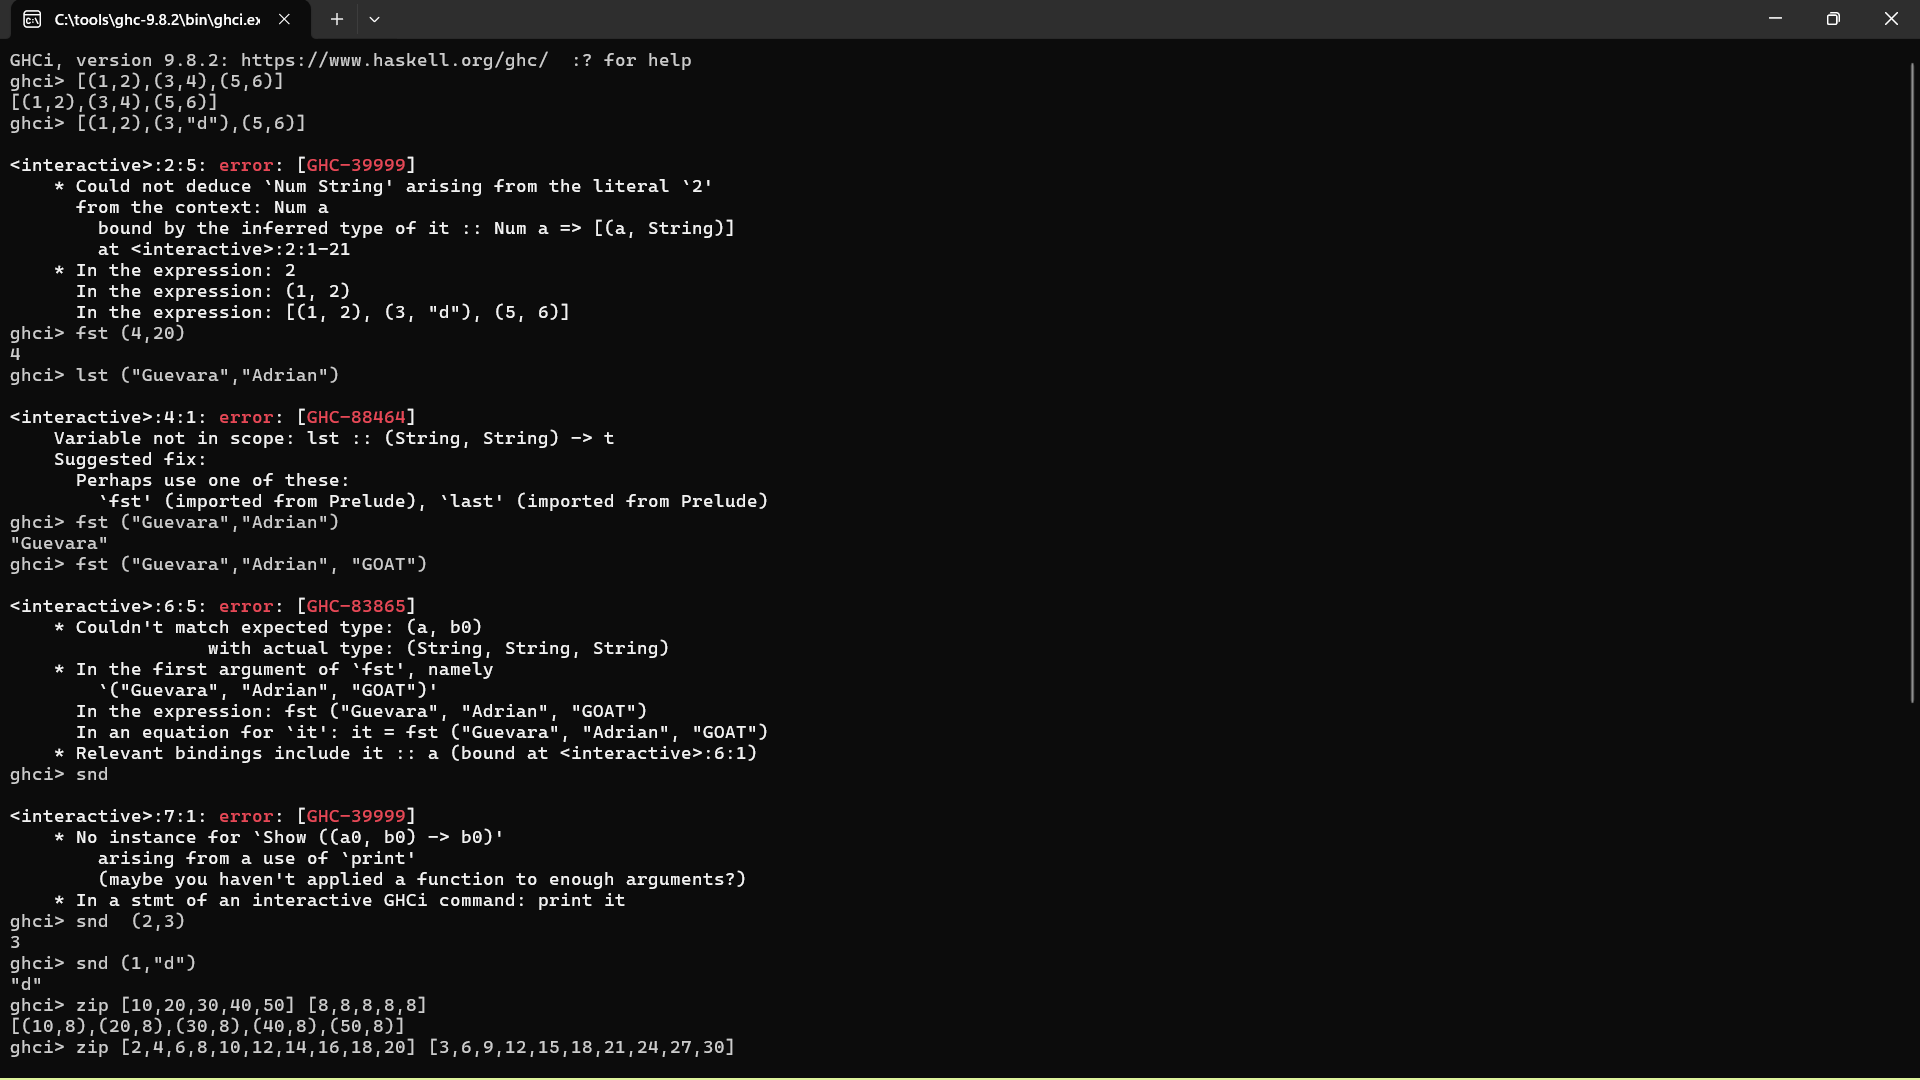 C:\tools\ghc-9.8.2\bin\ghci.ex
GHCi, version 9.8.2: https://www.haskell.org/ghc/  :? for help
ghci> [(1,2),(3,4),(5,6)]
[(1,2),(3,4),(5,6)]
ghci> [(1,2),(3,"d"),(5,6)]

<interactive>:2:5: error: [GHC-39999]
    * Could not deduce `Num String' arising from the literal `2'
      from the context: Num a
        bound by the inferred type of it :: Num a => [(a, String)]
        at <interactive>:2:1-21
    * In the expression: 2
      In the expression: (1, 2)
      In the expression: [(1, 2), (3, "d"), (5, 6)]
ghci> fst (4,20)
4
ghci> lst ("Guevara","Adrian")

<interactive>:4:1: error: [GHC-88464]
    Variable not in scope: lst :: (String, String) -> t
    Suggested fix:
      Perhaps use one of these:
        `fst' (imported from Prelude), `last' (imported from Prelude)
ghci> fst ("Guevara","Adrian")
"Guevara"
ghci> fst ("Guevara","Adrian", "GOAT")

<interactive>:6:5: error: [GHC-83865]
    * Couldn't match expected type: (a, b0)
                  with actual type: (String, String, String)
    * In the first argument of `fst', namely
        `("Guevara", "Adrian", "GOAT")'
      In the expression: fst ("Guevara", "Adrian", "GOAT")
      In an equation for `it': it = fst ("Guevara", "Adrian", "GOAT")
    * Relevant bindings include it :: a (bound at <interactive>:6:1)
ghci> snd

<interactive>:7:1: error: [GHC-39999]
    * No instance for `Show ((a0, b0) -> b0)'
        arising from a use of `print'
        (maybe you haven't applied a function to enough arguments?)
    * In a stmt of an interactive GHCi command: print it
ghci> snd  (2,3)
3
ghci> snd (1,"d")
"d"
ghci> zip [10,20,30,40,50] [8,8,8,8,8]
[(10,8),(20,8),(30,8),(40,8),(50,8)]
ghci> zip [2,4,6,8,10,12,14,16,18,20] [3,6,9,12,15,18,21,24,27,30]